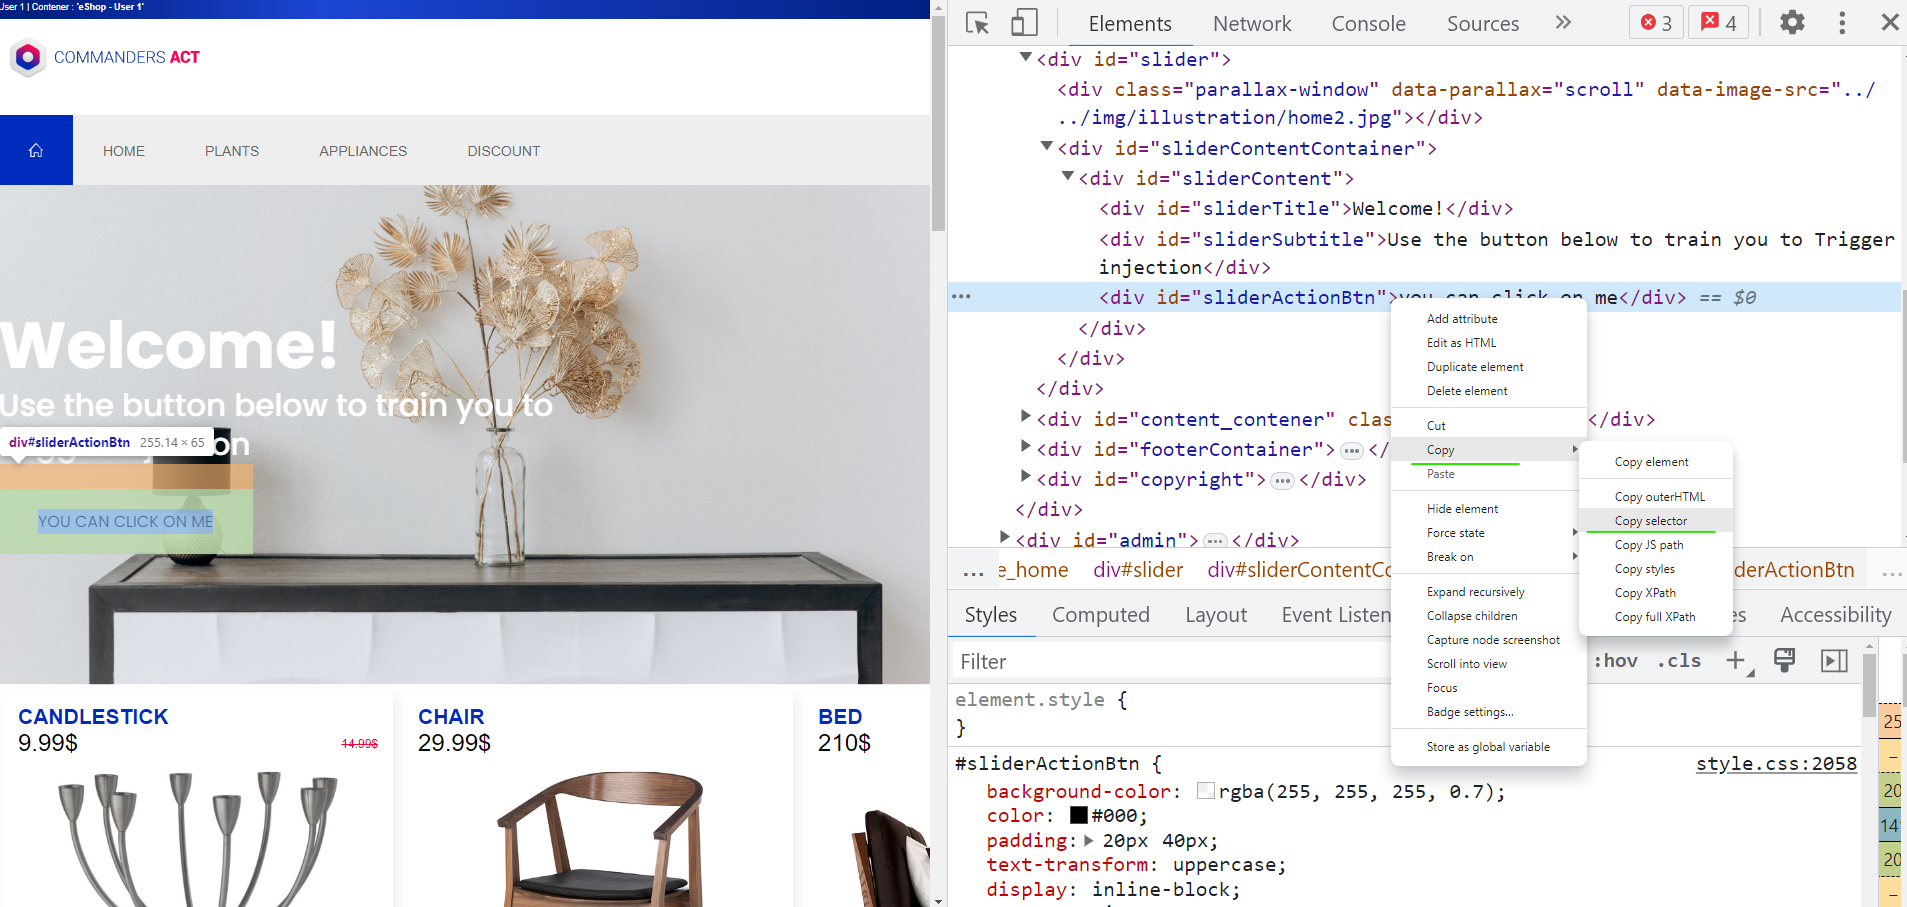 User 1 | Contener : 'eShop - User 1'
COMMANDERS ACT
HOME PLANTS APPLIANCES DISCOUNT
Welcome!
Use the button below to train you to
on
div#sliderActionBtn 255.14 × 65
YOU CAN CLICK ON ME
CANDLESTICK
9.99$ 14.99$
CHAIR
29.99$
BED
210$
Elements Network Console Sources » 3 4
<div id="slider">
<div class="parallax-window" data-parallax="scroll" data-image-src="../
../img/illustration/home2.jpg"></div>
<div id="sliderContentContainer">
<div id="sliderContent">
<div id="sliderTitle">Welcome!</div>
<div id="sliderSubtitle">Use the button below to train you to Trigger
injection</div>
<div id="sliderActionBtn">you can click on me</div> == $0
</div>
</div>
</div>
<div id="content_contener" clas </div>
<div id="footerContainer"> ••• </
<div id="copyright"> ••• </div>
</div>
<div id="admin"> ••• </div>
... e_home div#slider div#sliderContentCo derActionBtn ...
Styles Computed Layout Event Listen es Accessibility
Filter :hov .cls
element.style {
}
#sliderActionBtn { style.css:2058
background-color: rgba(255, 255, 255, 0.7);
color: #000;
padding: 20px 40px;
text-transform: uppercase;
display: inline-block;
25
–
20
14
20
–
Add attribute
Edit as HTML
Duplicate element
Delete element
Cut
Copy
Paste
Hide element
Force state
Break on
Expand recursively
Collapse children
Capture node screenshot
Scroll into view
Focus
Badge settings...
Store as global variable
Copy element
Copy outerHTML
Copy selector
Copy JS path
Copy styles
Copy XPath
Copy full XPath